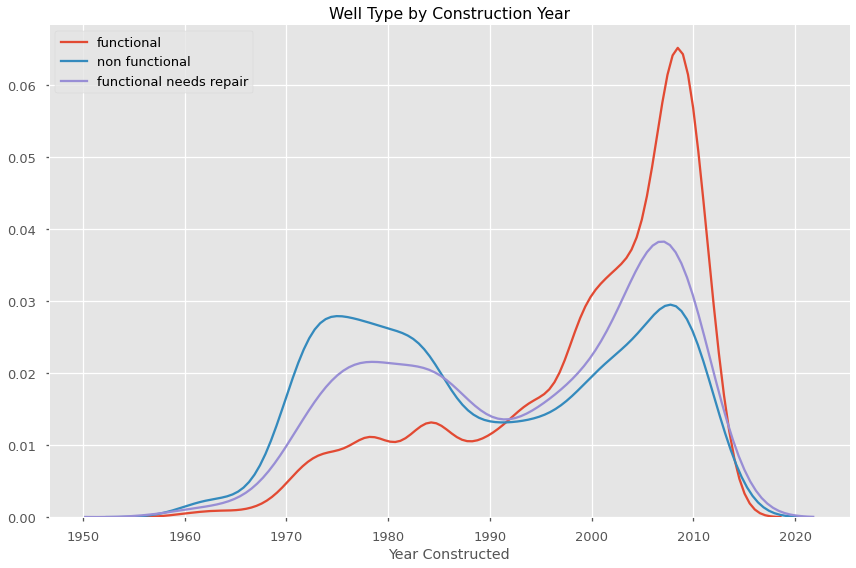 Well Type by Construction Year
functional
non functional
functional needs repair
0.06
0.05
0.04
0.03
0.02
0.01
0.00
1950 1960 1970 1980 1990 2000 2010 2020
Year Constructed